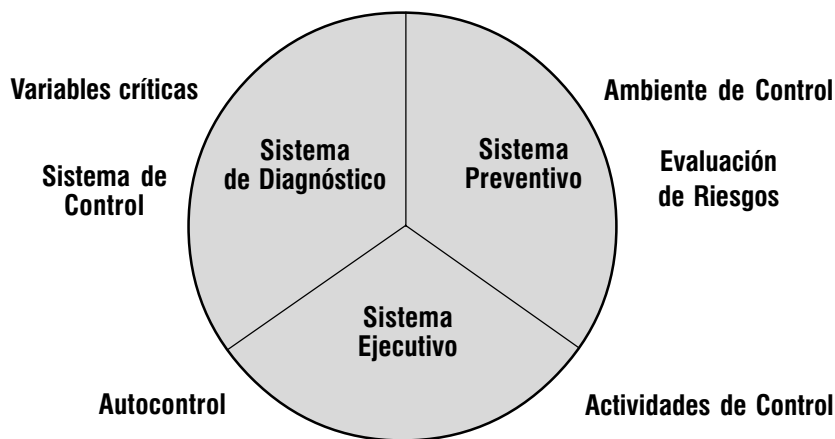 Variables críticas
Ambiente de Control
Sistema
de Diagnóstico
Sistema
Preventivo
Sistema de
Control
Evaluación
de Riesgos
Sistema
Ejecutivo
Autocontrol
Actividades de Control